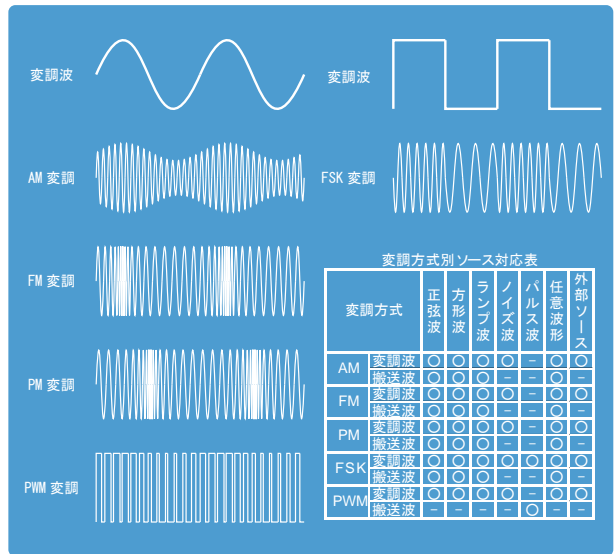 変調波
変調波
AM 変調
FSK 変調
FM 変調
PM 変調
PWM 変調
変調方式別ソース対応表
変調方式 正弦波 方形波 ランプ波 ノイズ波 パルス波 任意波形 外部ソース
AM 変調波 ○ ○ ○ ○ － ○ ○
搬送波 ○ ○ ○ － － ○ －
FM 変調波 ○ ○ ○ ○ － ○ ○
搬送波 ○ ○ ○ － － ○ －
PM 変調波 ○ ○ ○ ○ － ○ ○
搬送波 ○ ○ ○ － － ○ －
FSK 変調波 ○ ○ ○ ○ ○ ○ ○
搬送波 ○ ○ ○ － － ○ －
PWM 変調波 ○ ○ ○ ○ － ○ ○
搬送波 － － － － ○ － －